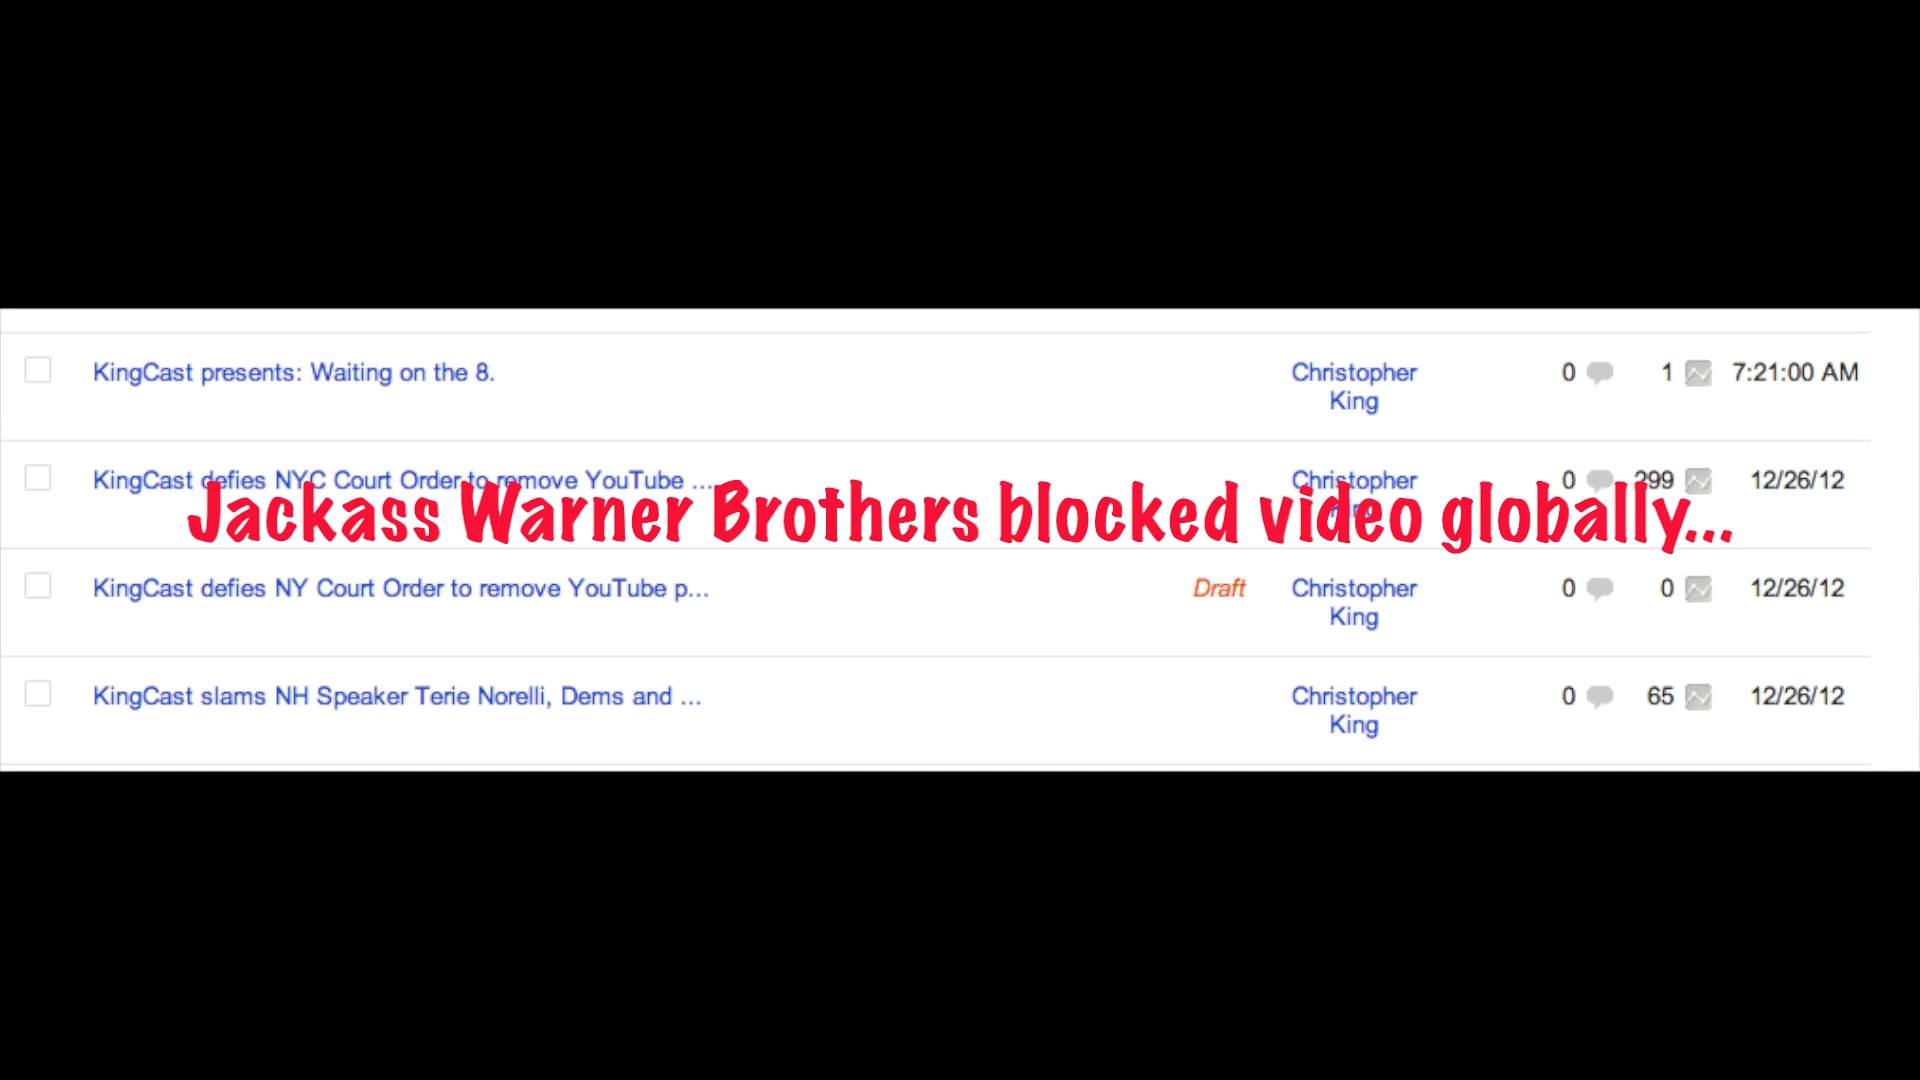 KingCast presents: Waiting on the 8. Christopher 0 1 7:21:00 AM
King
KingCast defies NYC Court Order to remove YouTube ... Christopher 0 299 12/26/12
King
Jackass Warner Brothers blocked video globally...
KingCast defies NY Court Order to remove YouTube p... Draft Christopher 0 0 12/26/12
King
KingCast slams NH Speaker Terie Norelli, Dems and ... Christopher 0 65 12/26/12
King